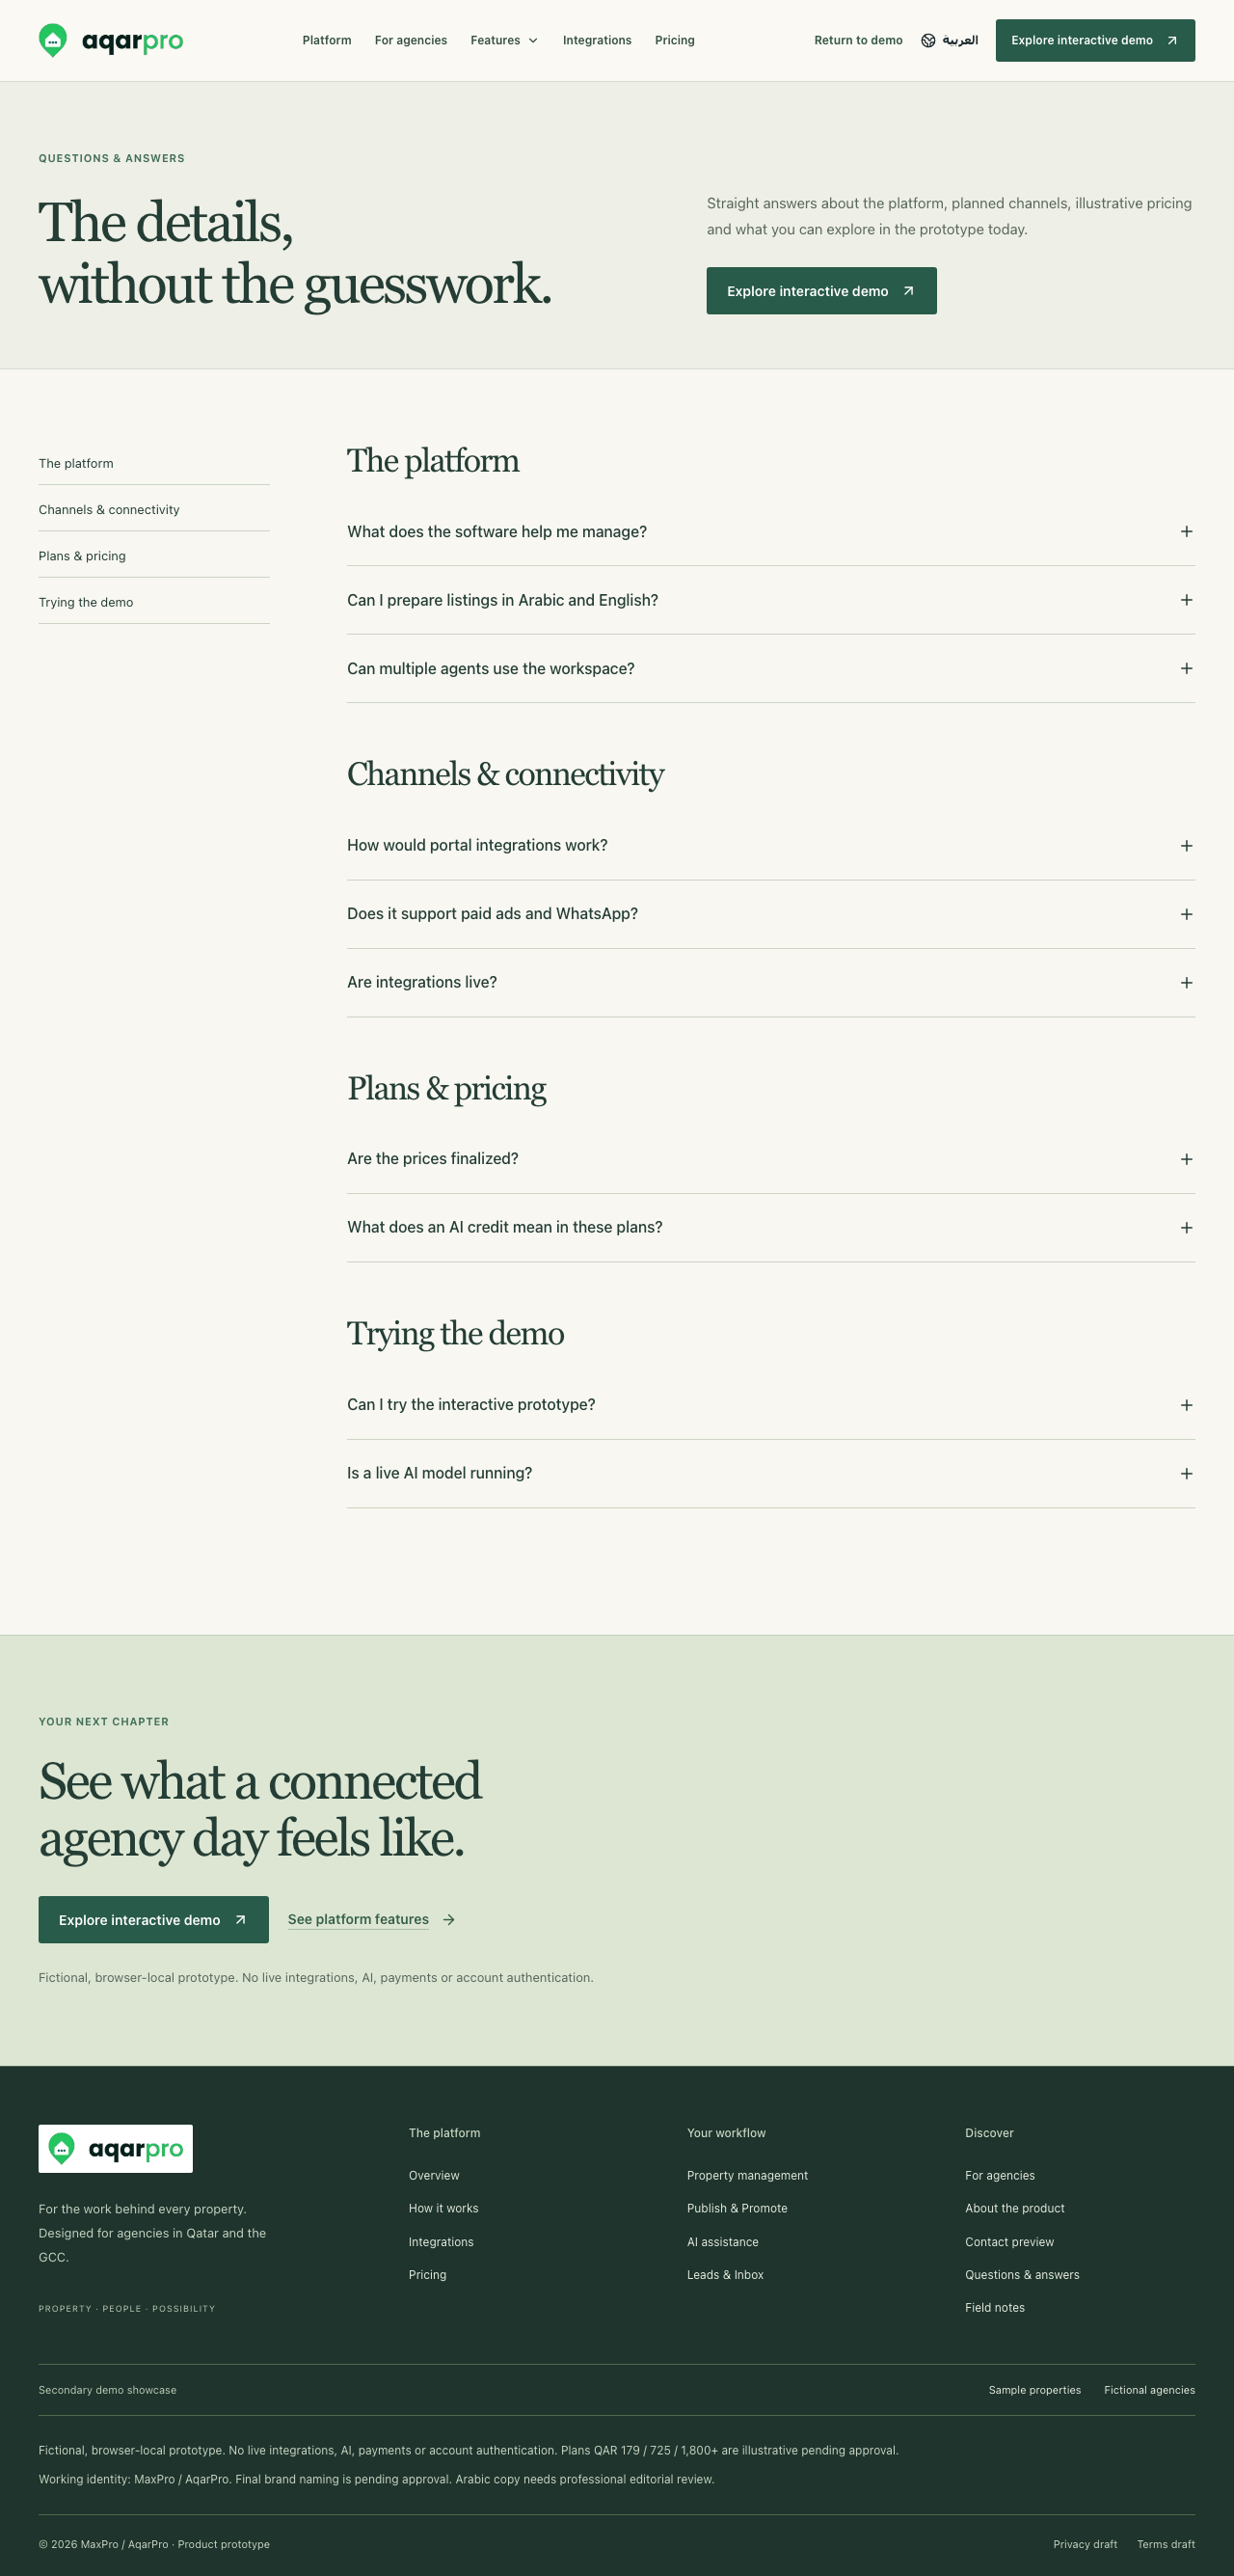 aqarpro
Platform
For agencies
Features
Integrations
Pricing
Return to demo
العربية
Explore interactive demo
QUESTIONS & ANSWERS
The details,
without the guesswork.
Straight answers about the platform, planned channels, illustrative pricing
and what you can explore in the prototype today.
Explore interactive demo
The platform
Channels & connectivity
Plans & pricing
Trying the demo
The platform
What does the software help me manage?
Can I prepare listings in Arabic and English?
Can multiple agents use the workspace?
Channels & connectivity
How would portal integrations work?
Does it support paid ads and WhatsApp?
Are integrations live?
Plans & pricing
Are the prices finalized?
What does an AI credit mean in these plans?
Trying the demo
Can I try the interactive prototype?
Is a live AI model running?
YOUR NEXT CHAPTER
See what a connected
agency day feels like.
Explore interactive demo
See platform features
Fictional, browser-local prototype. No live integrations, AI, payments or account authentication.
aqarpro
For the work behind every property.
Designed for agencies in Qatar and the
GCC.
PROPERTY · PEOPLE · POSSIBILITY
The platform
Overview
How it works
Integrations
Pricing
Your workflow
Property management
Publish & Promote
AI assistance
Leads & Inbox
Discover
For agencies
About the product
Contact preview
Questions & answers
Field notes
Secondary demo showcase
Sample properties
Fictional agencies
Fictional, browser-local prototype. No live integrations, AI, payments or account authentication. Plans QAR 179 / 725 / 1,800+ are illustrative pending approval.
Working identity: MaxPro / AqarPro. Final brand naming is pending approval. Arabic copy needs professional editorial review.
© 2026 MaxPro / AqarPro · Product prototype
Privacy draft
Terms draft